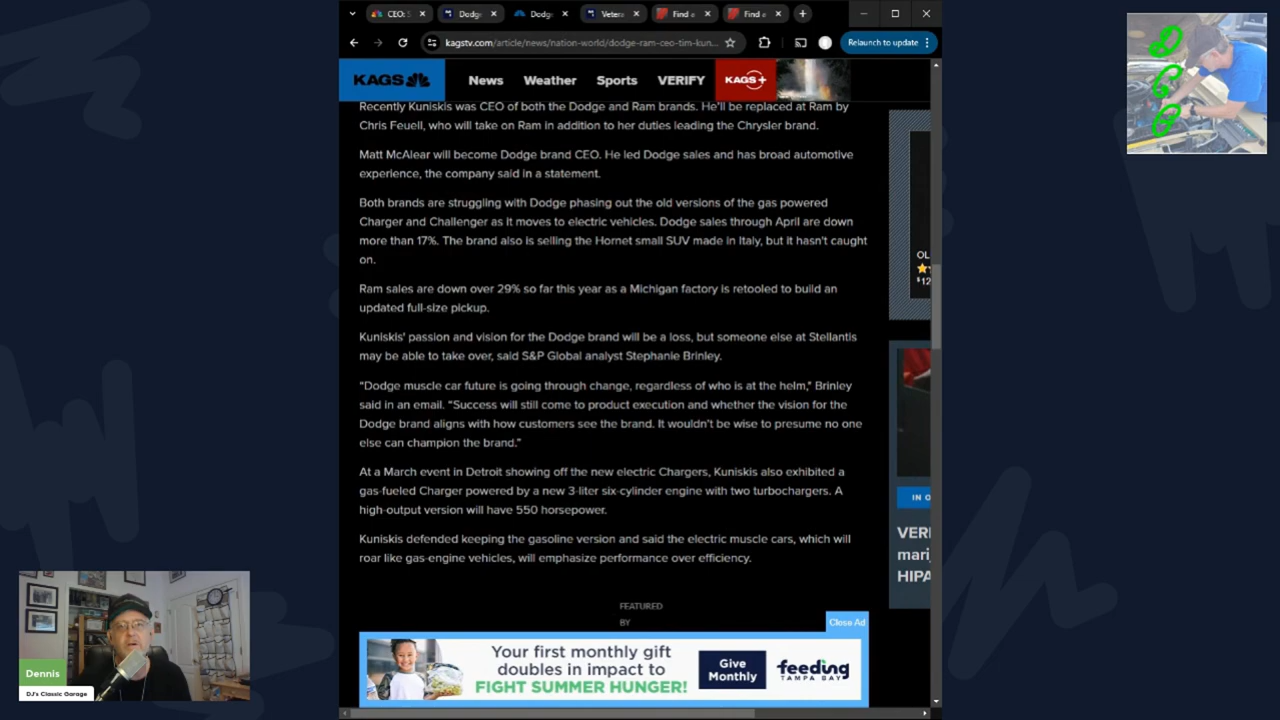 CEO: S
Dodg
Dodg
Vetera
Find a
Find a
kagstv.com/article/news/nation-world/dodge-ram-ceo-tim-kun...
Relaunch to update
KAGS
News
Weather
Sports
VERIFY
KAGS+
Recently Kuniskis was CEO of both the Dodge and Ram brands. He'll be replaced at Ram by
Chris Feuell, who will take on Ram in addition to her duties leading the Chrysler brand.
Matt McAlear will become Dodge brand CEO. He led Dodge sales and has broad automotive
experience, the company said in a statement.
Both brands are struggling with Dodge phasing out the old versions of the gas powered
Charger and Challenger as it moves to electric vehicles. Dodge sales through April are down
more than 17%. The brand also is selling the Hornet small SUV made in Italy, but it hasn't caught
on.
Ram sales are down over 29% so far this year as a Michigan factory is retooled to build an
updated full-size pickup.
Kuniskis' passion and vision for the Dodge brand will be a loss, but someone else at Stellantis
may be able to take over, said S&P Global analyst Stephanie Brinley.
“Dodge muscle car future is going through change, regardless of who is at the helm,” Brinley
said in an email. “Success will still come to product execution and whether the vision for the
Dodge brand aligns with how customers see the brand. It wouldn't be wise to presume no one
else can champion the brand.”
At a March event in Detroit showing off the new electric Chargers, Kuniskis also exhibited a
gas-fueled Charger powered by a new 3-liter six-cylinder engine with two turbochargers. A
high-output version will have 550 horsepower.
Kuniskis defended keeping the gasoline version and said the electric muscle cars, which will
roar like gas-engine vehicles, will emphasize performance over efficiency.
FEATURED
BY
Close Ad
Your first monthly gift
doubles in impact to
FIGHT SUMMER HUNGER!
Give
Monthly
feeding
TAMPA BAY
OL
$12
IN O
VERI
mari
HIPA
Dennis
DJ's Classic Garage